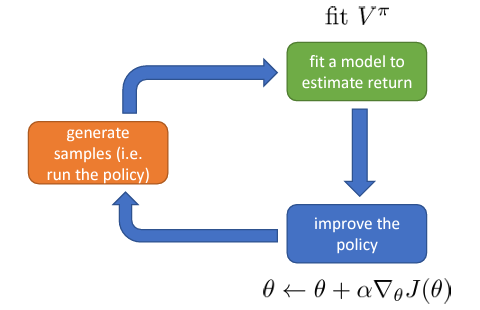 fit $V^{\pi}$
fit a model to
estimate return
generate
samples (i.e.
run the policy)
improve the
policy
$\theta \leftarrow \theta + \alpha \nabla_{\theta} J(\theta)$